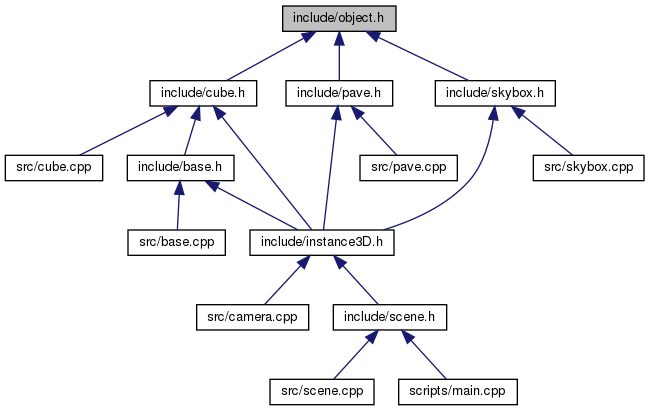 include/object.h
include/cube.h
include/pave.h
include/skybox.h
src/cube.cpp
include/base.h
src/pave.cpp
src/skybox.cpp
src/base.cpp
include/instance3D.h
src/camera.cpp
include/scene.h
src/scene.cpp
scripts/main.cpp